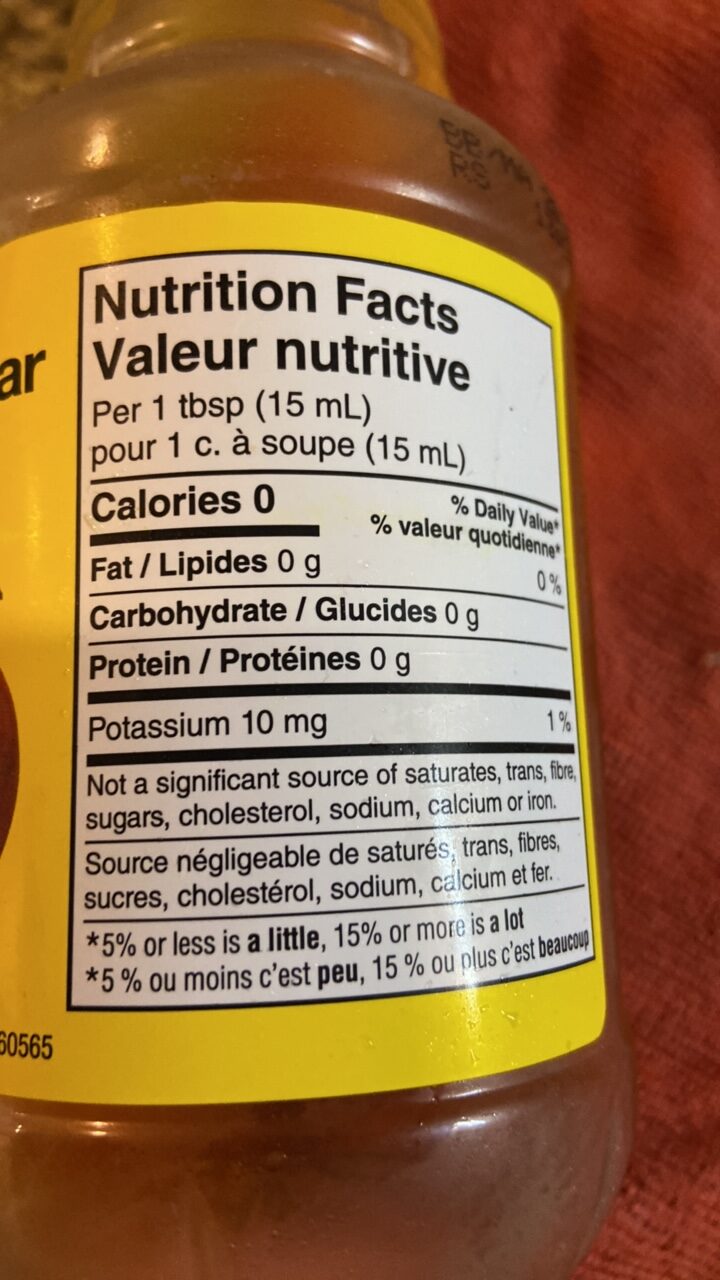 Nutrition Facts
Valeur nutritive
Per 1 tbsp (15 mL)
pour 1 c. à soupe (15 mL)
Calories 0
% Daily Value*
% valeur quotidienne*
Fat / Lipides 0 g 0 %
Carbohydrate / Glucides 0 g
Protein / Protéines 0 g
Potassium 10 mg 1 %
Not a significant source of saturates, trans, fibre,
sugars, cholesterol, sodium, calcium or iron.
Source négligeable de saturés, trans, fibres,
sucres, cholestérol, sodium, calcium et fer.
*5% or less is a little, 15% or more is a lot
*5 % ou moins c'est peu, 15 % ou plus c'est beaucoup
60565